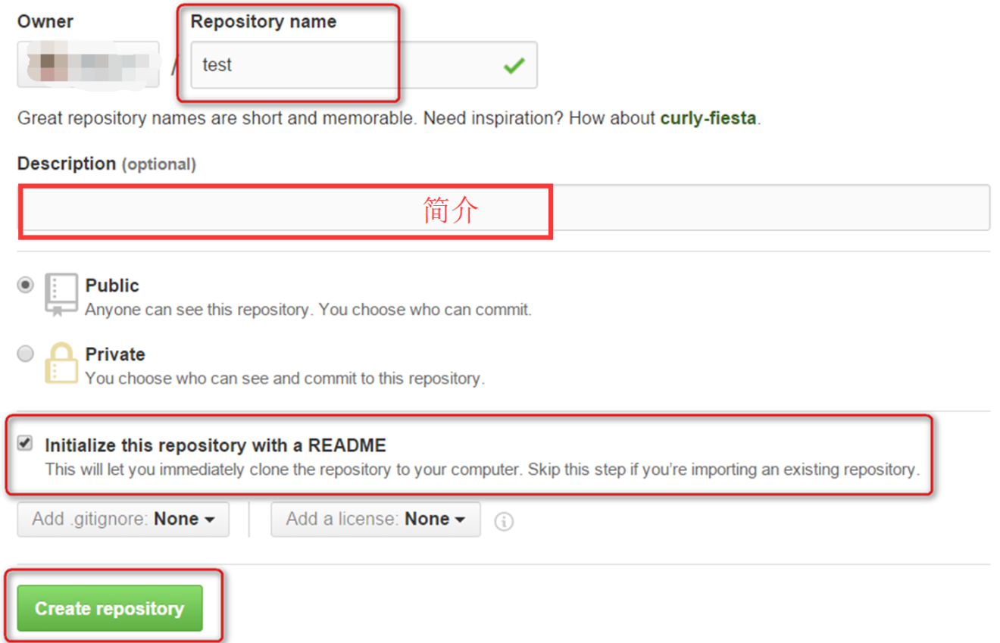 Owner
Repository name
/
test
Great repository names are short and memorable. Need inspiration? How about curly-fiesta.
Description (optional)
简介
Public
Anyone can see this repository. You choose who can commit.
Private
You choose who can see and commit to this repository.
Initialize this repository with a README
This will let you immediately clone the repository to your computer. Skip this step if you’re importing an existing repository.
Add .gitignore: None
Add a license: None
Create repository